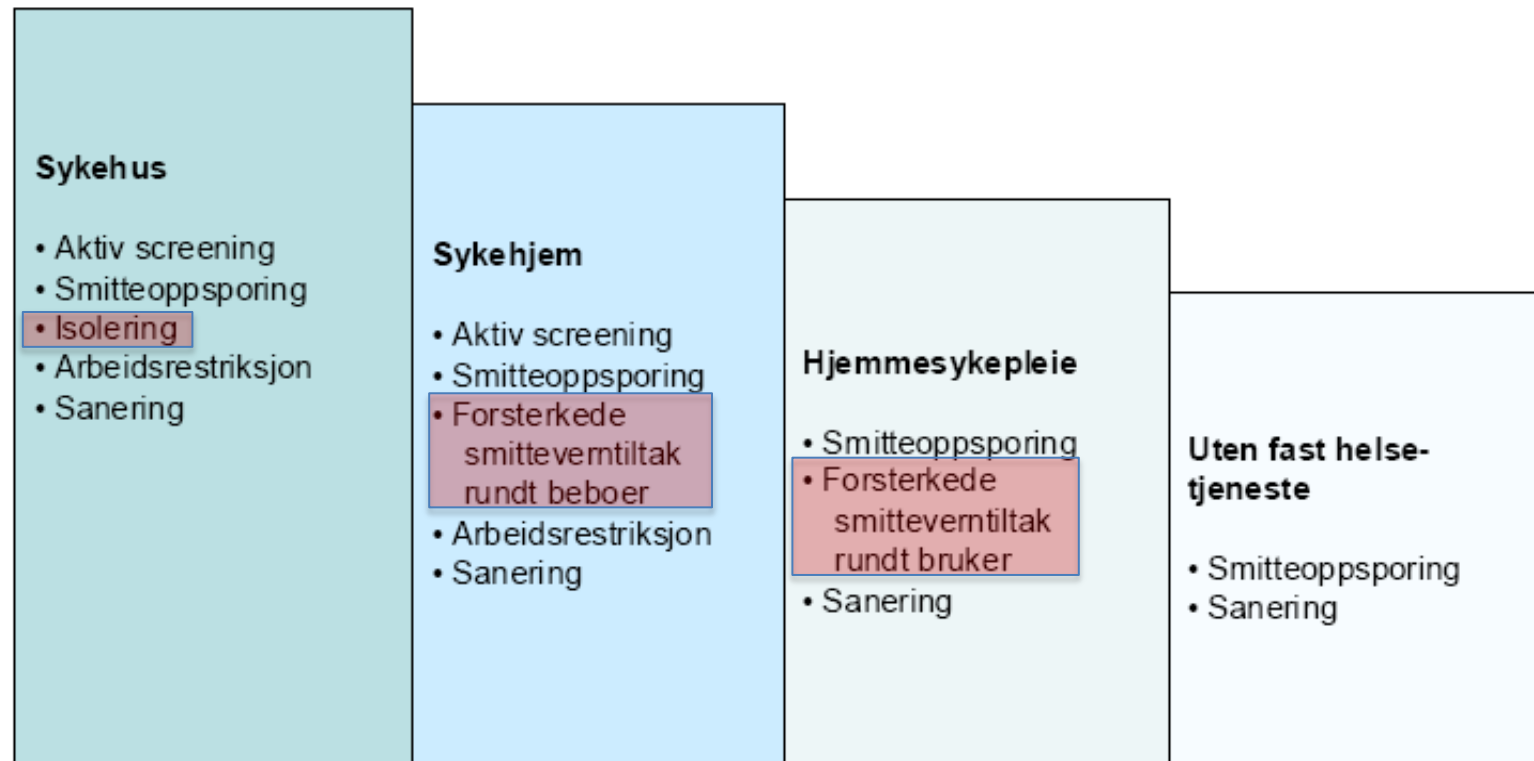 Sykehus
• Aktiv screening
• Smitteoppsporing
• Isolering
• Arbeidsrestriksjon
• Sanering
Sykehjem
• Aktiv screening
• Smitteoppsporing
• Forsterkede
smitteverntiltak
rundt beboer
• Arbeidsrestriksjon
• Sanering
Hjemmesykepleie
• Smitteoppsporing
• Forsterkede
smitteverntiltak
rundt bruker
• Sanering
Uten fast helse-
tjeneste
• Smitteoppsporing
• Sanering